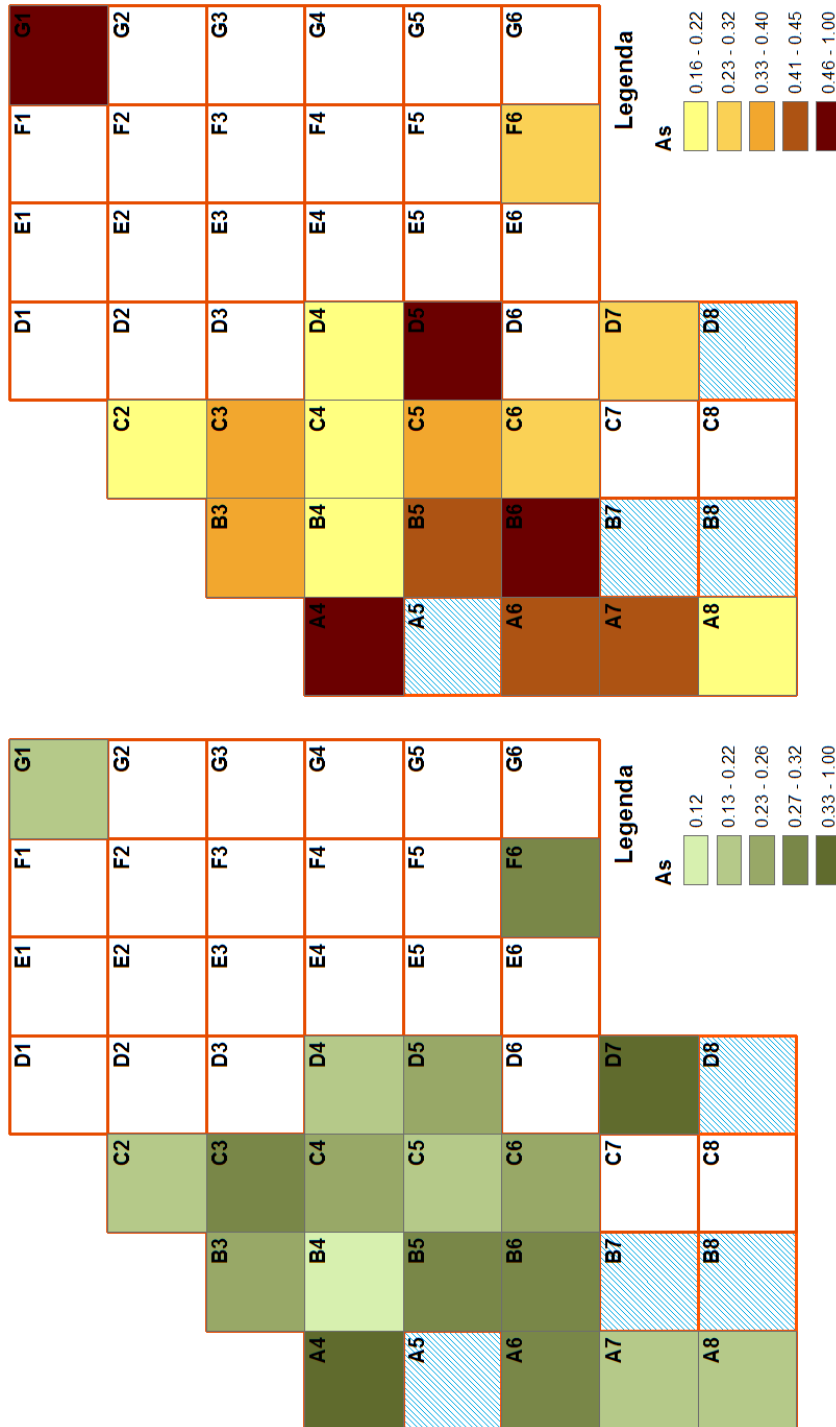 D1 E1 F1 G1
C2 D2 E2 F2 G2
B3 C3 D3 E3 F3 G3
A4 B4 C4 D4 E4 F4 G4
A5 B5 C5 D5 E5 F5 G5
A6 B6 C6 D6 E6 F6 G6
A7 B7 C7 D7
A8 B8 C8 D8
Legenda
As
0.12
0.13 - 0.22
0.23 - 0.26
0.27 - 0.32
0.33 - 1.00
D1 E1 F1 G1
C2 D2 E2 F2 G2
B3 C3 D3 E3 F3 G3
A4 B4 C4 D4 E4 F4 G4
A5 B5 C5 D5 E5 F5 G5
A6 B6 C6 D6 E6 F6 G6
A7 B7 C7 D7
A8 B8 C8 D8
Legenda
As
0.16 - 0.22
0.23 - 0.32
0.33 - 0.40
0.41 - 0.45
0.46 - 1.00